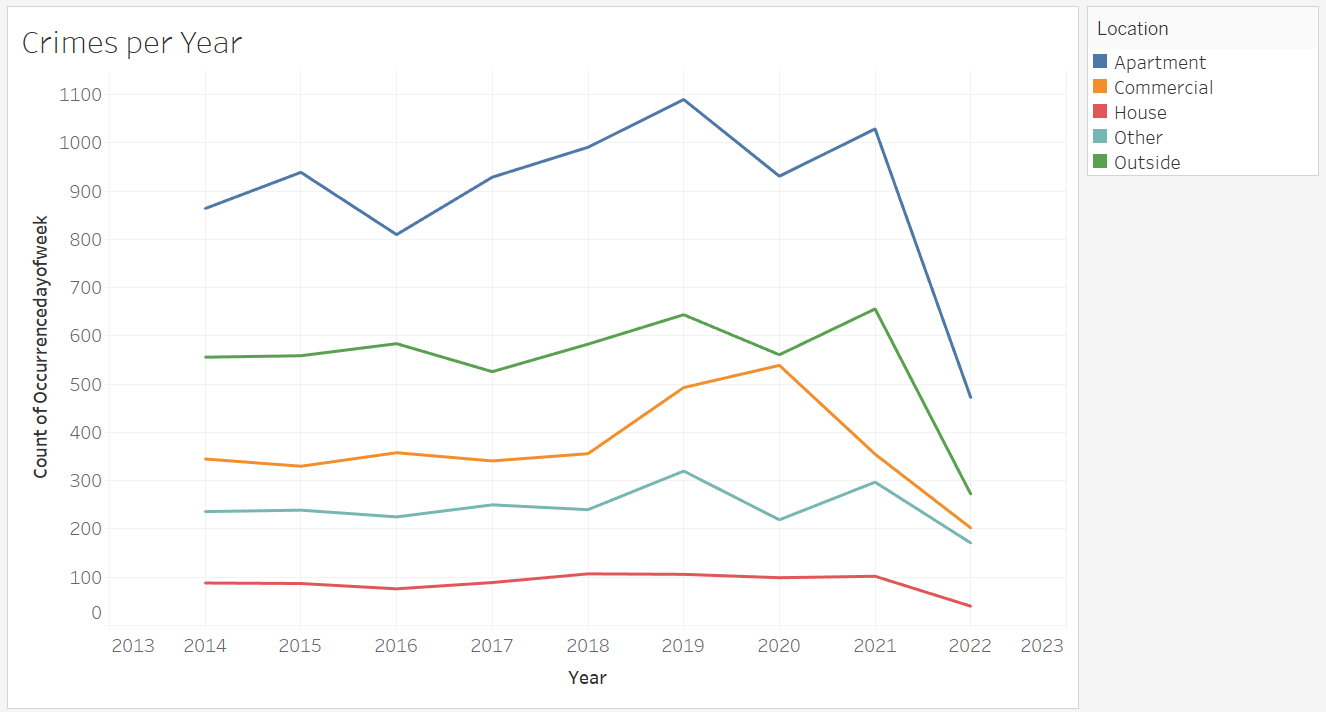 Crimes per Year
1100
1000
900
800
700
600
500
400
300
200
100
0
Count of Occurrencedayofweek
2013 2014 2015 2016 2017 2018 2019 2020 2021 2022 2023
Year
Location
Apartment
Commercial
House
Other
Outside